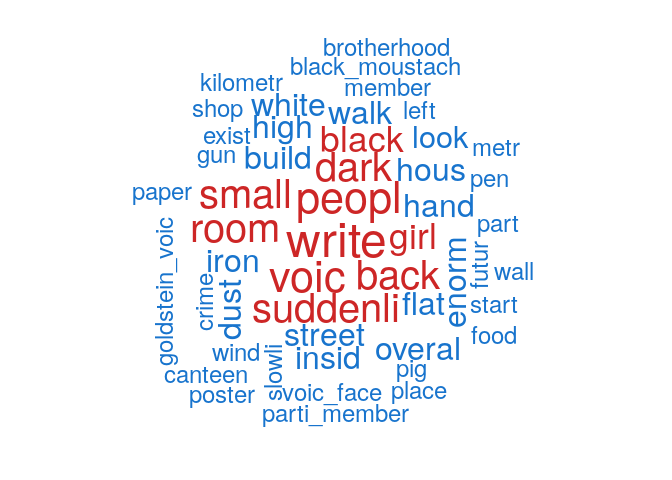 brotherhood
black_moustach
kilometr member
shop white walk left
exist high black look metr
gun build dark hous pen
paper small peopl hand part
room write girl
goldstein_voic iron voic back enorm futur wall
crime dust suddenli flat start
street food
wind insid overal
canteen slowli pig
poster voic_face place
parti_member